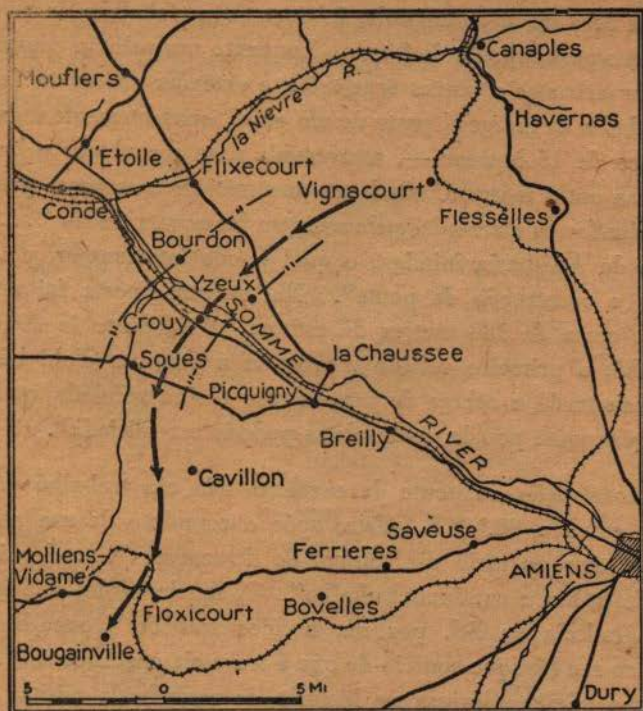 Canaples
Mouflers
la Nievre R.
Havernas
l'Etoile
Flixecourt
Vignacourt
Conde
Flesselles
Bourdon
Yzeux
SOMME
Crouy
Soues
la Chaussee
Picquigny
RIVER
Breilly
Cavillon
Saveuse
Molliens-
Vidame
Ferrieres
AMIENS
Floxicourt
Bovelles
Bougainville
5 0 5 MI
Dury